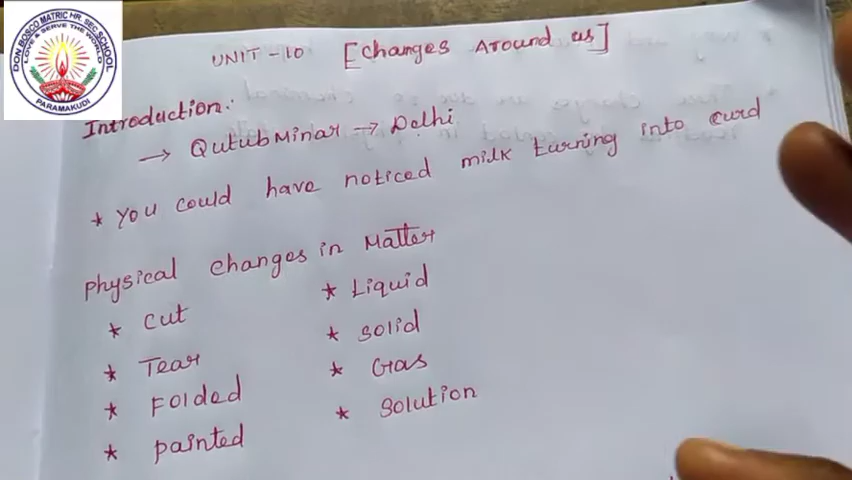 DON BOSCO MATRIC HR. SEC SCHOOL
LOVE & SERVE THE WORLD
PARAMAKUDI
UNIT - 10 [Changes Around us]
Introduction:
→ Qutub Minar → Delhi
* You could have noticed milk turning into curd
Physical changes in Matter
* cut
* Tear
* Folded
* painted
* Liquid
* solid
* Gas
* solution